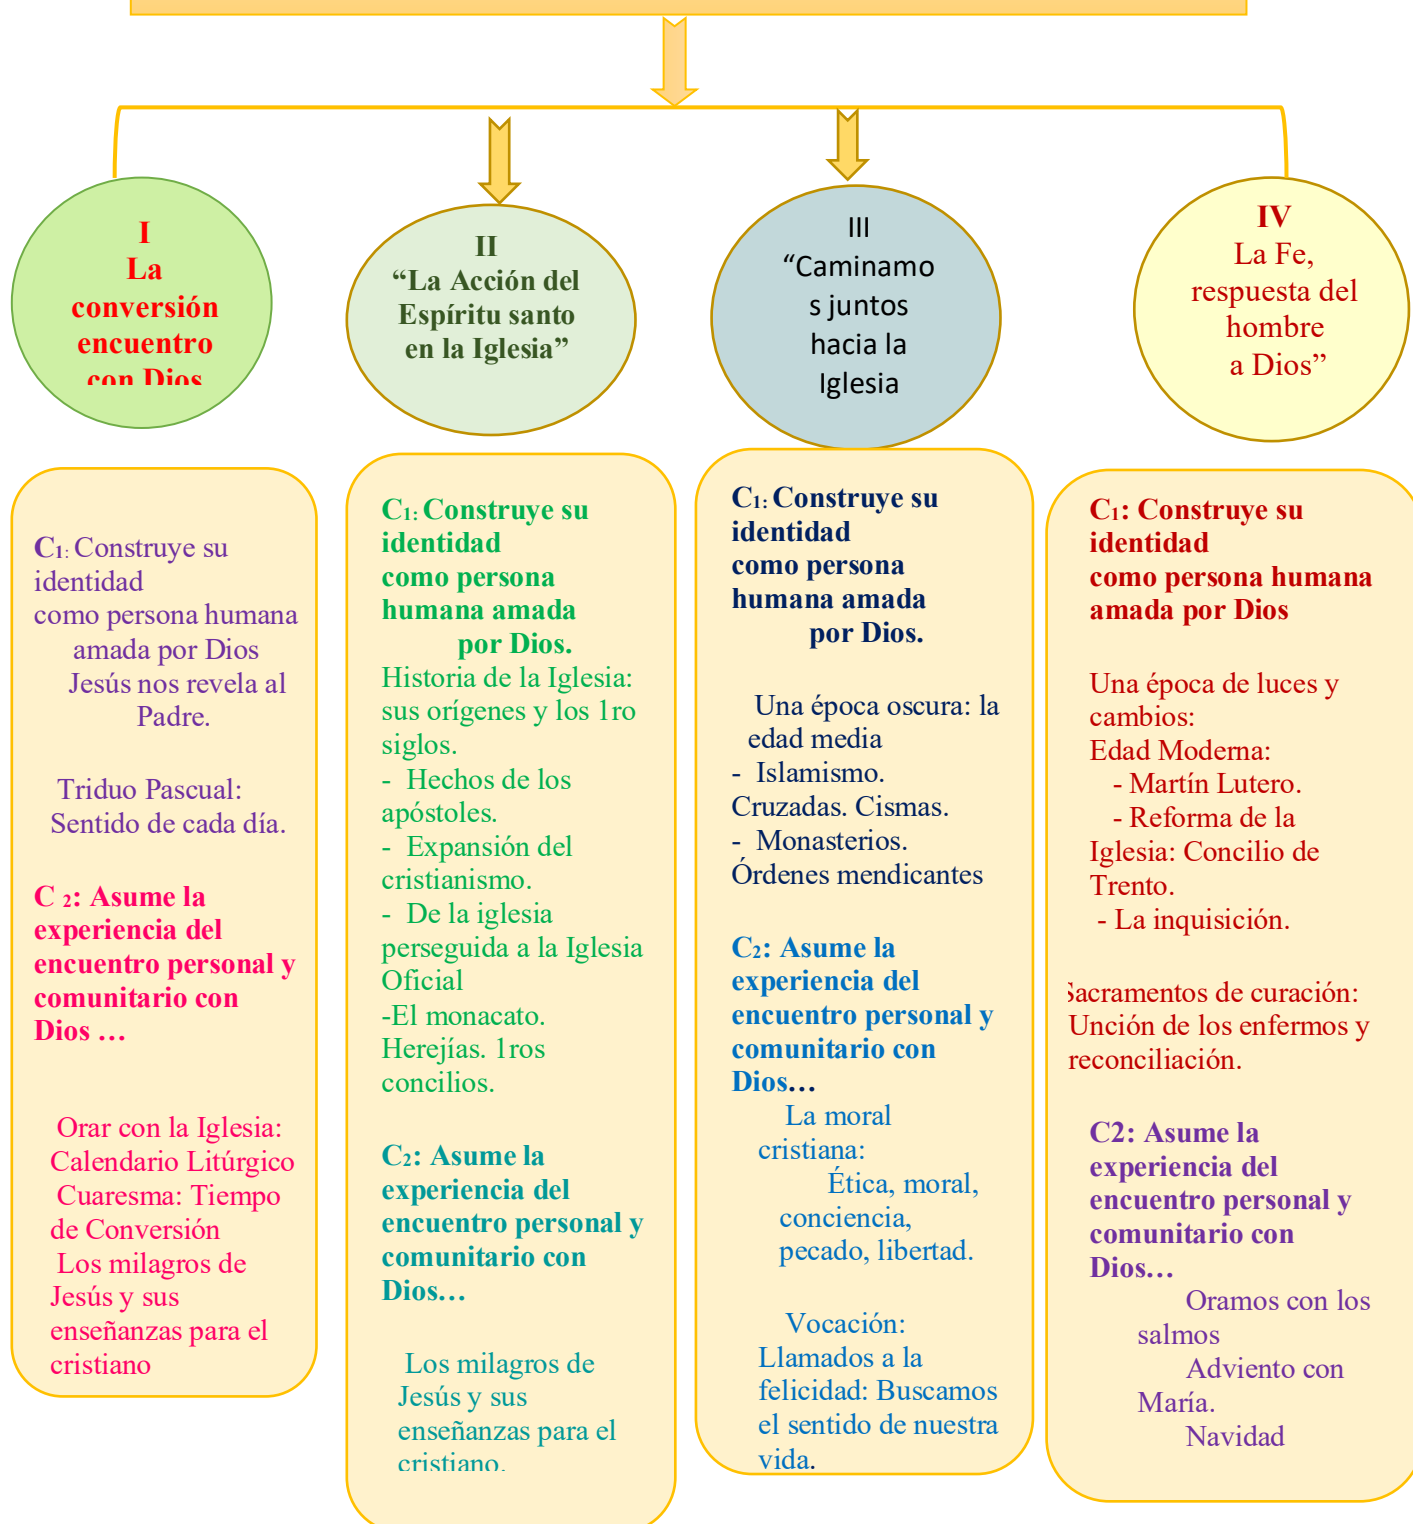 I
La
conversión
encuentro
con Dios
II
“La Acción del
Espíritu santo
en la Iglesia”
III
“Caminamo
s juntos
hacia la
Iglesia
IV
La Fe,
respuesta del
hombre
a Dios”
C1: Construye su
identidad
como persona humana
amada por Dios
Jesús nos revela al
Padre.
Triduo Pascual:
Sentido de cada día.
C 2: Asume la
experiencia del
encuentro personal y
comunitario con
Dios …
Orar con la Iglesia:
Calendario Litúrgico
Cuaresma: Tiempo
de Conversión
Los milagros de
Jesús y sus
enseñanzas para el
cristiano
C1: Construye su
identidad
como persona
humana amada
por Dios.
Historia de la Iglesia:
sus orígenes y los 1ro
siglos.
- Hechos de los
apóstoles.
- Expansión del
cristianismo.
- De la iglesia
perseguida a la Iglesia
Oficial
-El monacato.
Herejías. 1ros
concilios.
C2: Asume la
experiencia del
encuentro personal y
comunitario con
Dios…
Los milagros de
Jesús y sus
enseñanzas para el
cristiano.
C1: Construye su
identidad
como persona
humana amada
por Dios.
Una época oscura: la
edad media
- Islamismo.
Cruzadas. Cismas.
- Monasterios.
Órdenes mendicantes
C2: Asume la
experiencia del
encuentro personal y
comunitario con
Dios…
La moral
cristiana:
Ética, moral,
conciencia,
pecado, libertad.
Vocación:
Llamados a la
felicidad: Buscamos
el sentido de nuestra
vida.
C1: Construye su
identidad
como persona humana
amada por Dios
Una época de luces y
cambios:
Edad Moderna:
- Martín Lutero.
- Reforma de la
Iglesia: Concilio de
Trento.
- La inquisición.
Sacramentos de curación:
Unción de los enfermos y
reconciliación.
C2: Asume la
experiencia del
encuentro personal y
comunitario con
Dios…
Oramos con los
salmos
Adviento con
María.
Navidad